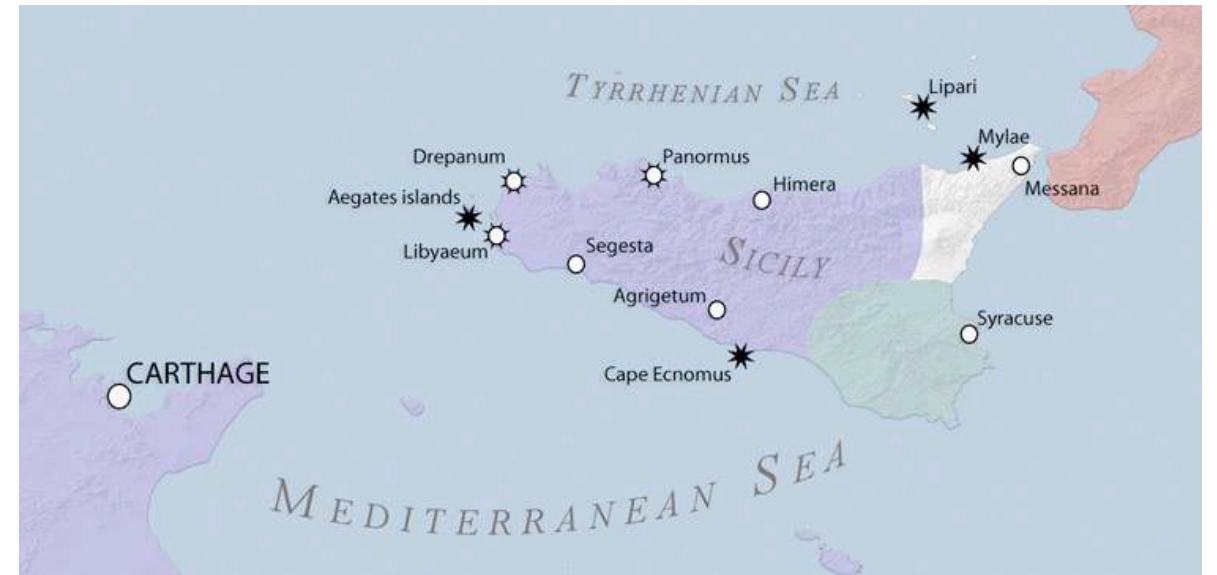 TYRRHENIAN SEA
Lipari
Mylae
Drepanum
Panormus
Messana
Himera
Aegates islands
Libyaeum
Segesta
SICILY
Agrigetum
Syracuse
CARTHAGE
Cape Ecnomus
MEDITERRANEAN SEA